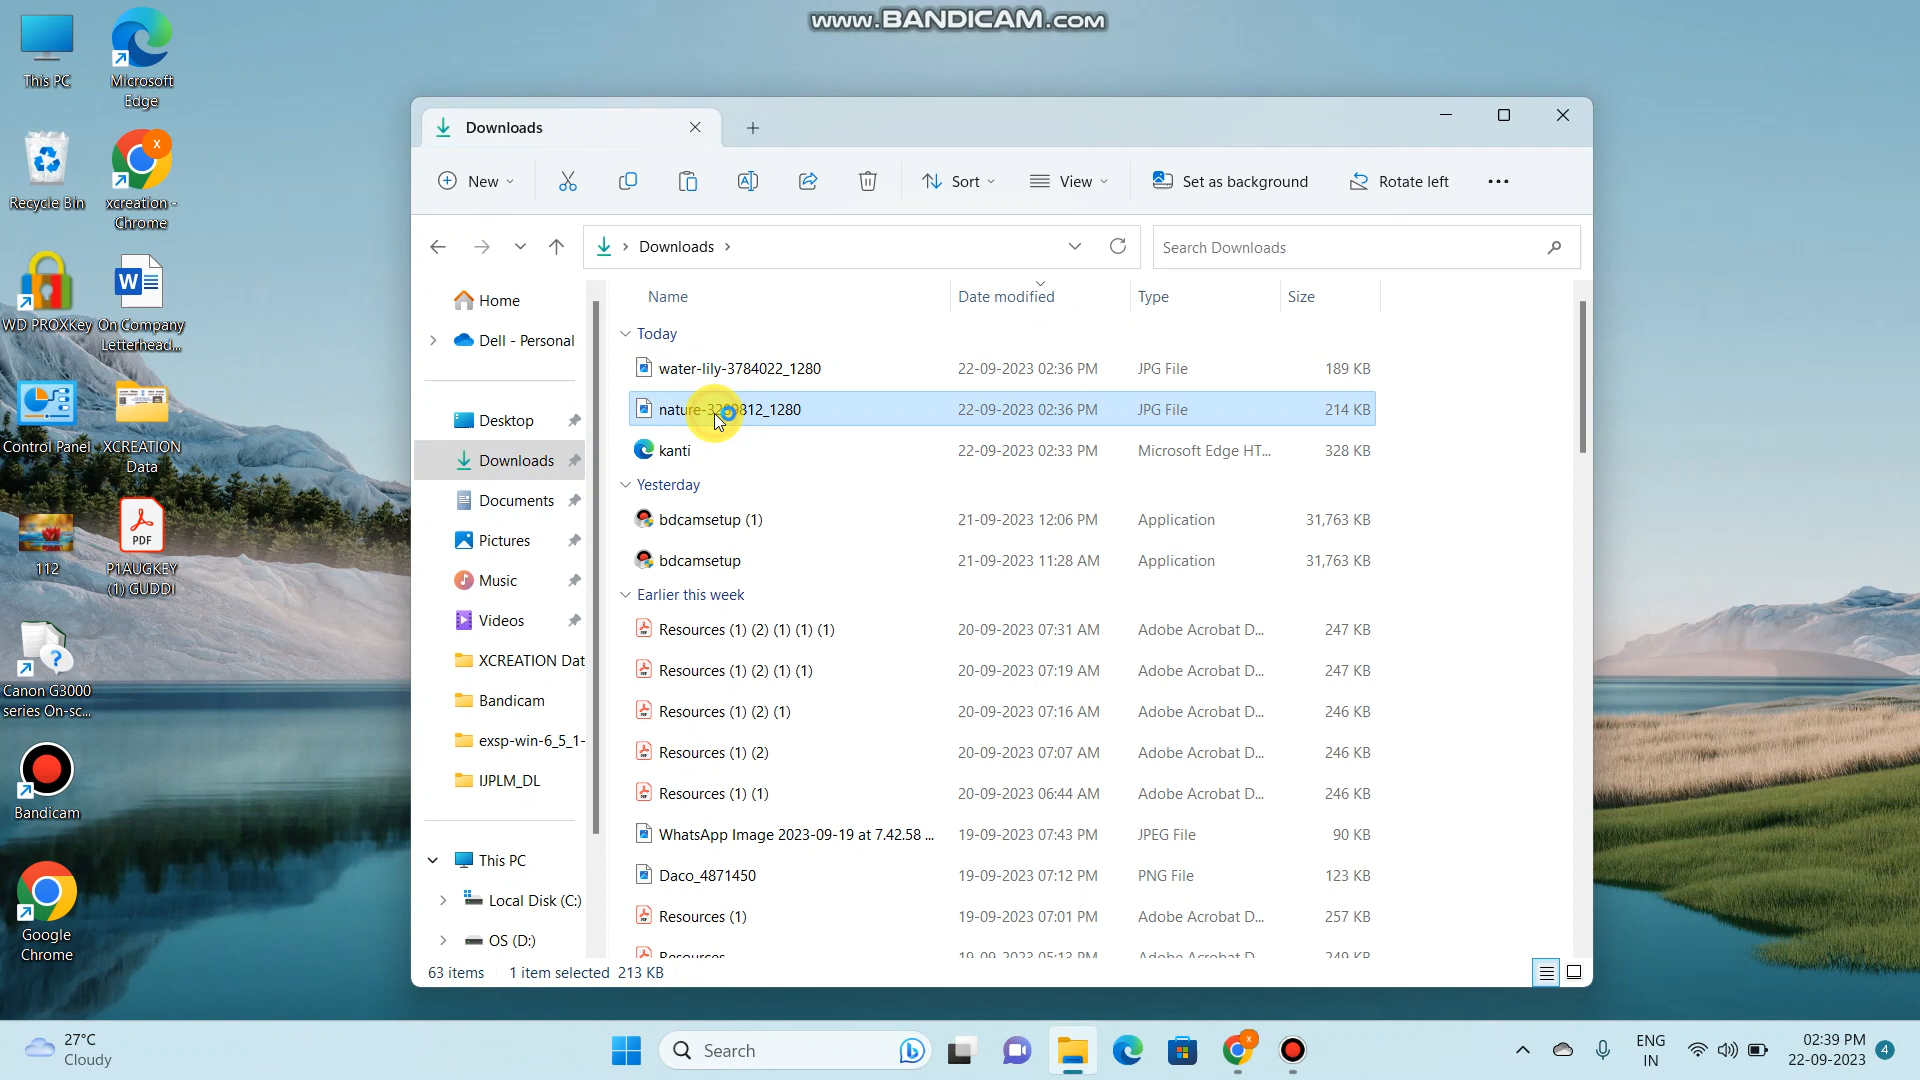 www.BANDICAM.com
This PC
Microsoft
Edge
Recycle Bin
xcreation -
Chrome
WD PROXKey
On Company
Letterhead...
Control Panel
XCREATION
Data
112
PDF
P1AUGKEY
(1) GUDDI
Canon G3000
series On-sc...
Bandicam
Google
Chrome
Downloads
New
Sort
View
Set as background
Rotate left
Downloads
Search Downloads
Home
Dell - Personal
Desktop
Downloads
Documents
Pictures
Music
Videos
XCREATION Dat
Bandicam
exsp-win-6_5_1-
IJPLM_DL
This PC
Local Disk (C:)
OS (D:)
Name Date modified Type Size
Today
water-lily-3784022_1280 22-09-2023 02:36 PM JPG File 189 KB
22-09-2023 02:36 PM JPG File 214 KB
kanti 22-09-2023 02:33 PM Microsoft Edge HT... 328 KB
Yesterday
bdcamsetup (1) 21-09-2023 12:06 PM Application 31,763 KB
bdcamsetup 21-09-2023 11:28 AM Application 31,763 KB
Earlier this week
Resources (1) (2) (1) (1) (1) 20-09-2023 07:31 AM Adobe Acrobat D... 247 KB
Resources (1) (2) (1) (1) 20-09-2023 07:19 AM Adobe Acrobat D... 247 KB
Resources (1) (2) (1) 20-09-2023 07:16 AM Adobe Acrobat D... 246 KB
Resources (1) (2) 20-09-2023 07:07 AM Adobe Acrobat D... 246 KB
Resources (1) (1) 20-09-2023 06:44 AM Adobe Acrobat D... 246 KB
WhatsApp Image 2023-09-19 at 7.42.58 ... 19-09-2023 07:43 PM JPEG File 90 KB
Daco_4871450 19-09-2023 07:12 PM PNG File 123 KB
Resources (1) 19-09-2023 07:01 PM Adobe Acrobat D... 257 KB
Resources 19-09-2023 05:13 PM Adobe Acrobat D... 249 KB
63 items 1 item selected 213 KB
27°C
Cloudy
Search
ENG
IN
02:39 PM
22-09-2023
4